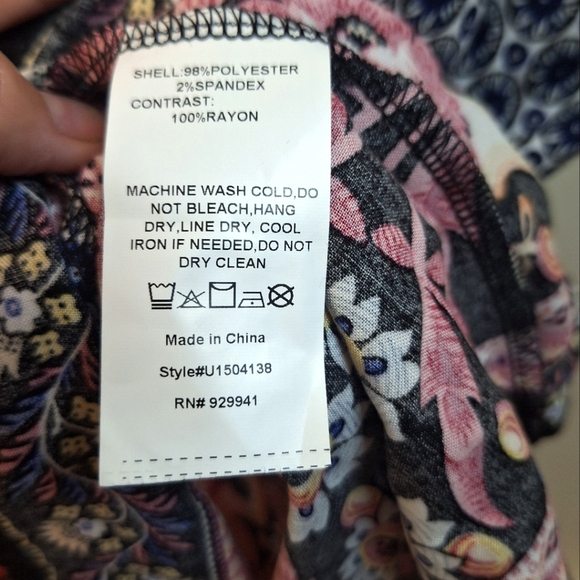 SHELL:98%POLYESTER
2%SPANDEX
CONTRAST:
100%RAYON
MACHINE WASH COLD,DO
NOT BLEACH,HANG
DRY,LINE DRY, COOL
IRON IF NEEDED,DO NOT
DRY CLEAN
Made in China
Style#U1504138
RN# 929941